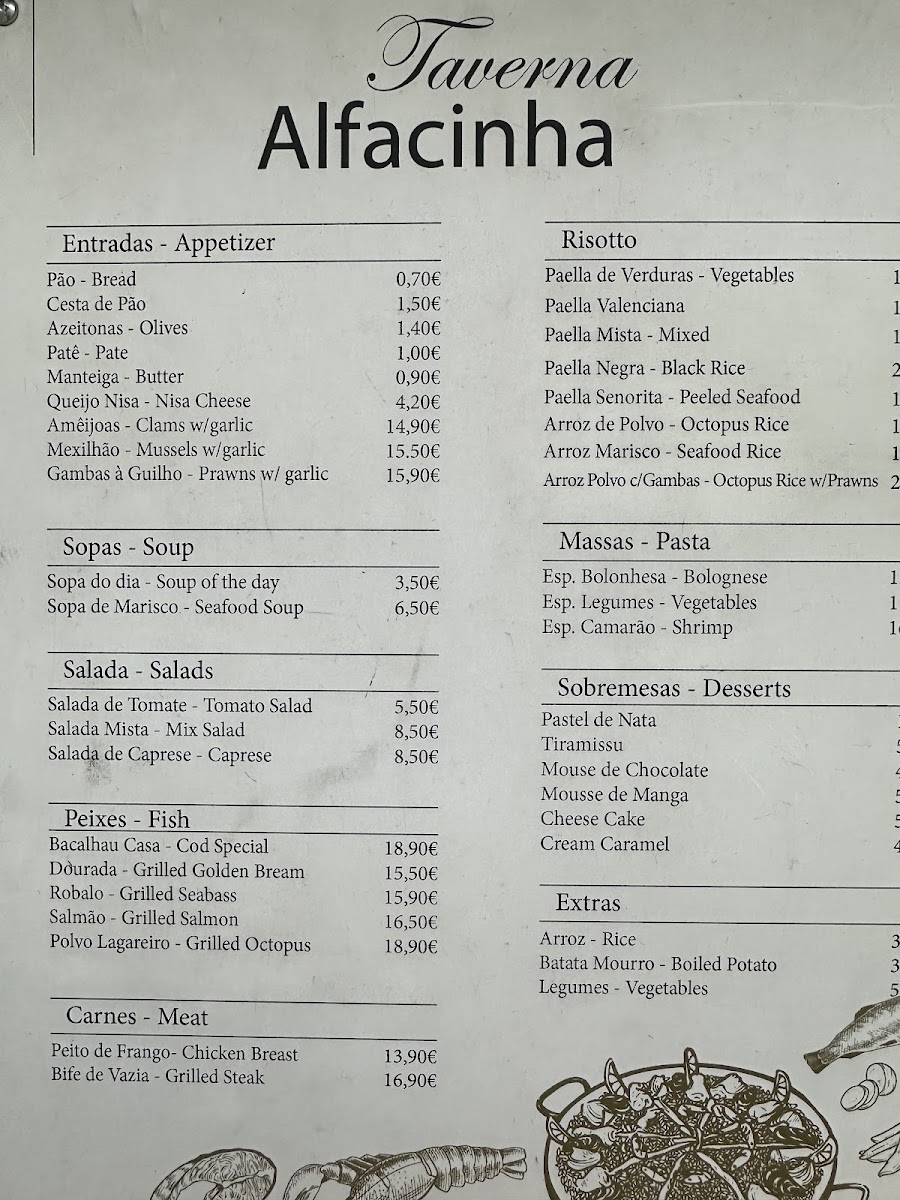 Taverna
Alfacinha
Entradas - Appetizer
Pão - Bread 0,70€
Cesta de Pão 1,50€
Azeitonas - Olives 1,40€
Patê - Pate 1,00€
Manteiga - Butter 0,90€
Queijo Nisa - Nisa Cheese 4,20€
Amêijoas - Clams w/garlic 14,90€
Mexilhão - Mussels w/garlic 15.50€
Gambas à Guilho - Prawns w/ garlic 15,90€
Sopas - Soup
Sopa do dia - Soup of the day 3,50€
Sopa de Marisco - Seafood Soup 6,50€
Salada - Salads
Salada de Tomate - Tomato Salad 5,50€
Salada Mista - Mix Salad 8,50€
Salada de Caprese - Caprese 8,50€
Peixes - Fish
Bacalhau Casa - Cod Special 18,90€
Dourada - Grilled Golden Bream 15,50€
Robalo - Grilled Seabass 15,90€
Salmão - Grilled Salmon 16,50€
Polvo Lagareiro - Grilled Octopus 18,90€
Carnes - Meat
Peito de Frango- Chicken Breast 13,90€
Bife de Vazia - Grilled Steak 16,90€
Risotto
Paella de Verduras - Vegetables
Paella Valenciana
Paella Mista - Mixed
Paella Negra - Black Rice
Paella Senorita - Peeled Seafood
Arroz de Polvo - Octopus Rice
Arroz Marisco - Seafood Rice
Arroz Polvo c/Gambas - Octopus Rice w/Prawns
Massas - Pasta
Esp. Bolonhesa - Bolognese
Esp. Legumes - Vegetables
Esp. Camarão - Shrimp
Sobremesas - Desserts
Pastel de Nata
Tiramissu
Mouse de Chocolate
Mousse de Manga
Cheese Cake
Cream Caramel
Extras
Arroz - Rice
Batata Mourro - Boiled Potato
Legumes - Vegetables